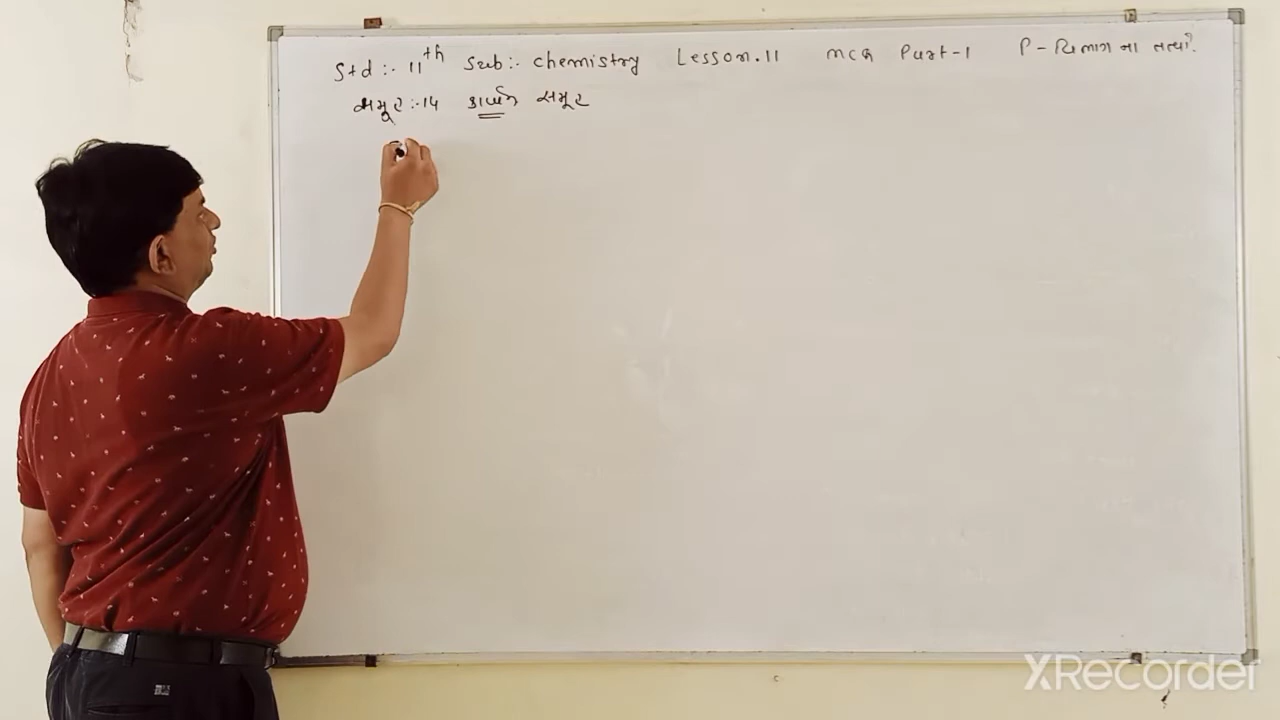 Std :- 11th Sub:- chemistry Lesson.11 MCQ Part-1 P-વિભાગ ના તત્વો.
સમૂહ :-14 કાર્બન સમૂહ
XRecorder